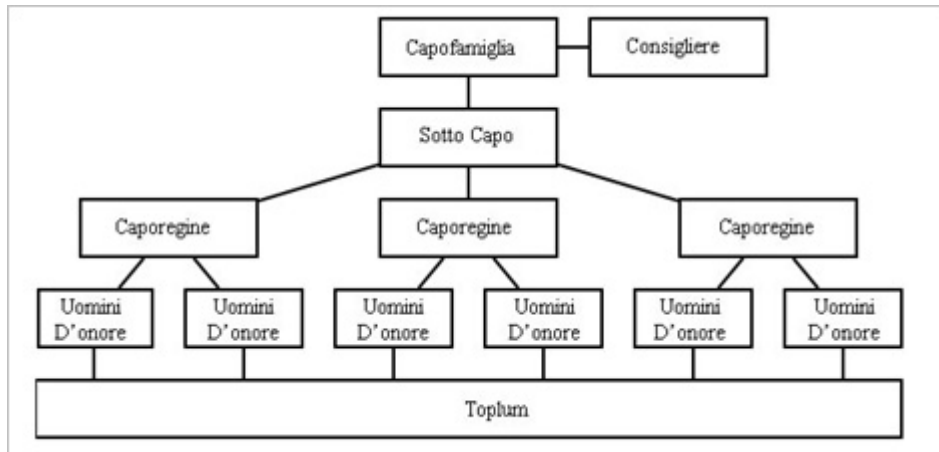 Capofamiglia
Consigliere
Sotto Capo
Caporegine
Caporegine
Caporegine
Uomini
D'onore
Uomini
D'onore
Uomini
D'onore
Uomini
D'onore
Uomini
D'onore
Uomini
D'onore
Toplum